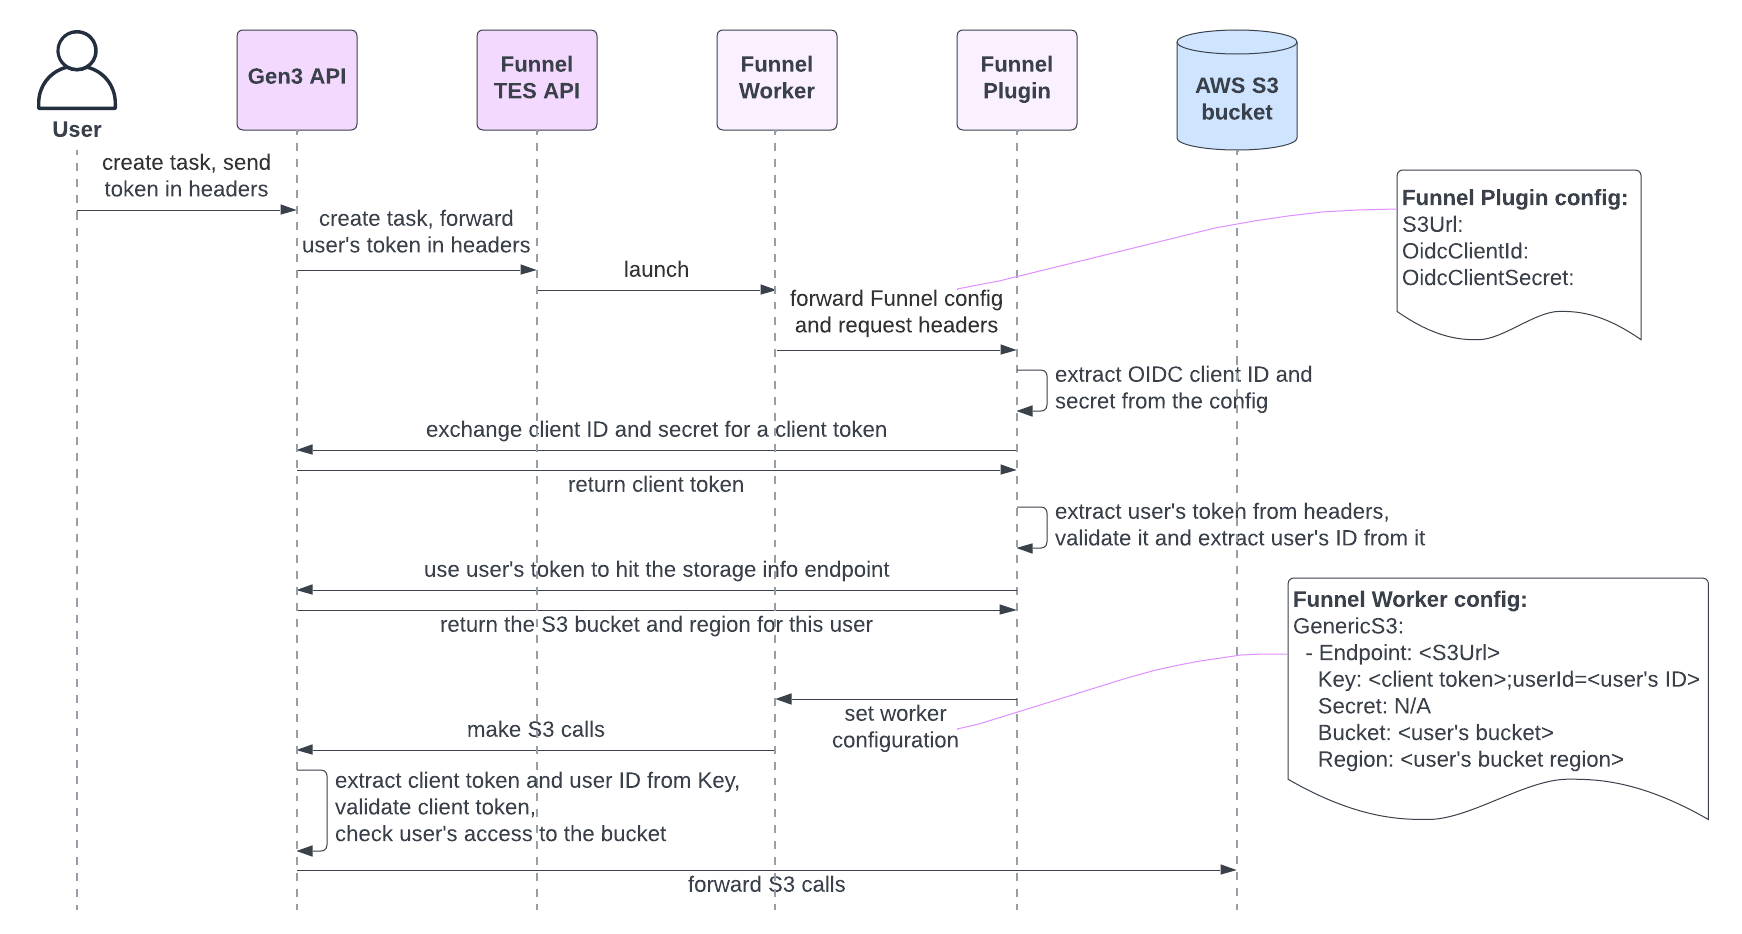 User
Gen3 API
Funnel
TES API
Funnel
Worker
Funnel
Plugin
AWS S3
bucket
create task, send
token in headers
create task, forward
user's token in headers
launch
forward Funnel config
and request headers
Funnel Plugin config:
S3Url:
OidcClientId:
OidcClientSecret:
extract OIDC client ID and
secret from the config
exchange client ID and secret for a client token
return client token
extract user's token from headers,
validate it and extract user's ID from it
use user's token to hit the storage info endpoint
return the S3 bucket and region for this user
Funnel Worker config:
GenericS3:
- Endpoint: <S3Url>
Key: <client token>;userId=<user's ID>
Secret: N/A
Bucket: <user's bucket>
Region: <user's bucket region>
set worker
configuration
make S3 calls
extract client token and user ID from Key,
validate client token,
check user's access to the bucket
forward S3 calls